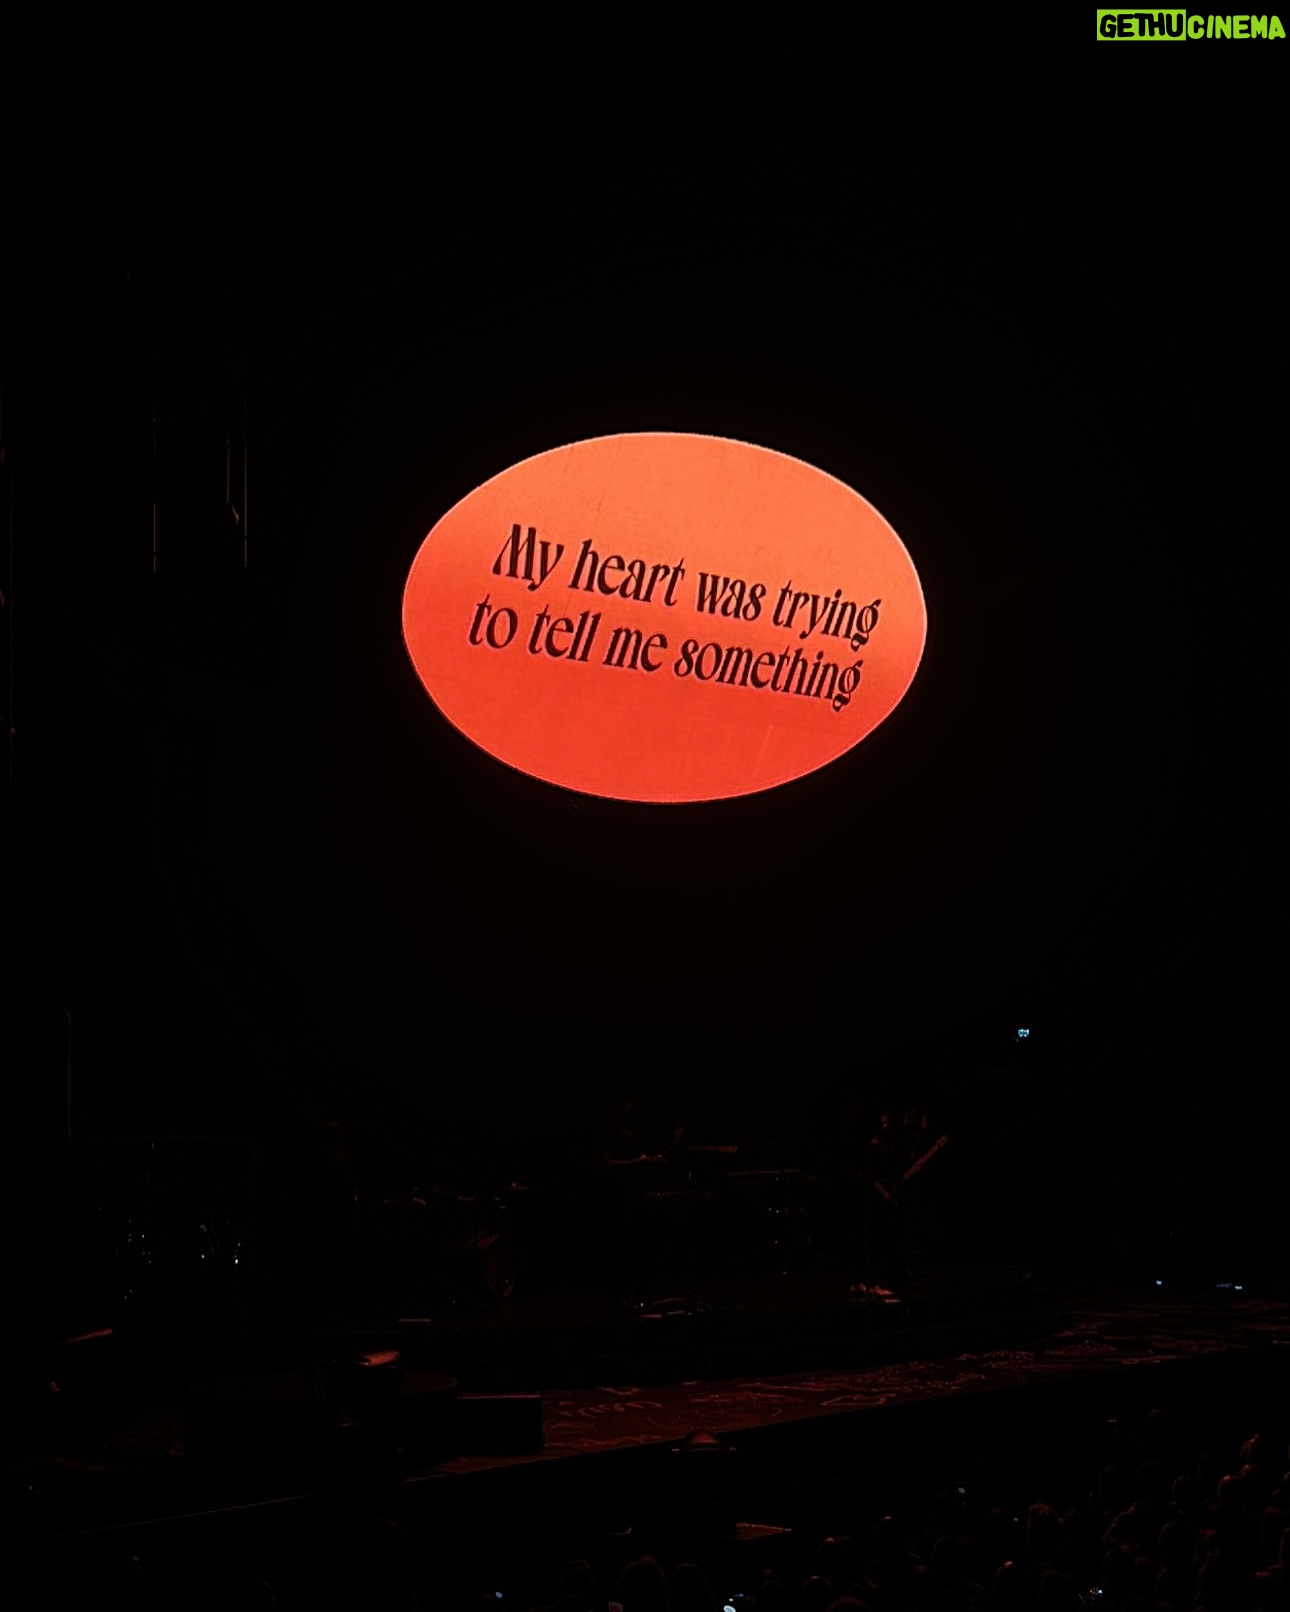 GETHUCINEMA
My heart was trying
to tell me something